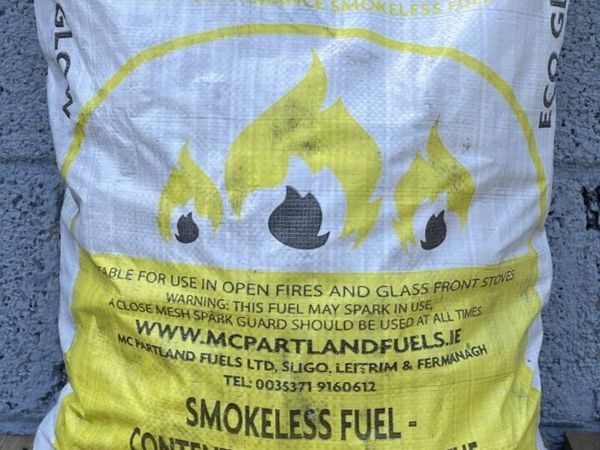 SMOKELESS FUEL
GLOW
ECO
FOR USE IN OPEN FIRES AND GLASS FRONT STOVES
WARNING: THIS FUEL MAY SPARK IN USE,
A CLOSE MESH SPARK GUARD SHOULD BE USED AT ALL TIMES
WWW.MCPARTLANDFUELS.IE
MC PARTLAND FUELS LTD, SLIGO, LEITRIM & FERMANAGH
TEL: 0035371 9160612
SMOKELESS FUEL -